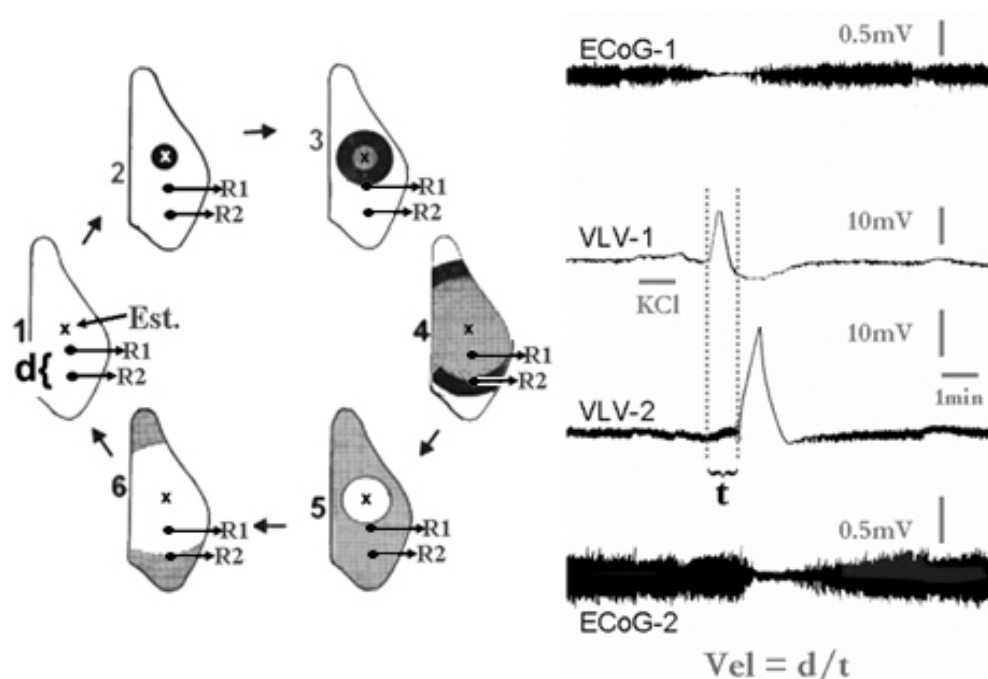 2
x
R1
R2
3
x
R1
R2
1
x
Est.
d{
R1
R2
4
x
R1
R2
6
x
R1
R2
5
x
R1
R2
ECoG-1
0.5mV
VLV-1
10mV
KCl
10mV
1min
VLV-2
t
0.5mV
ECoG-2
Vel = d/t